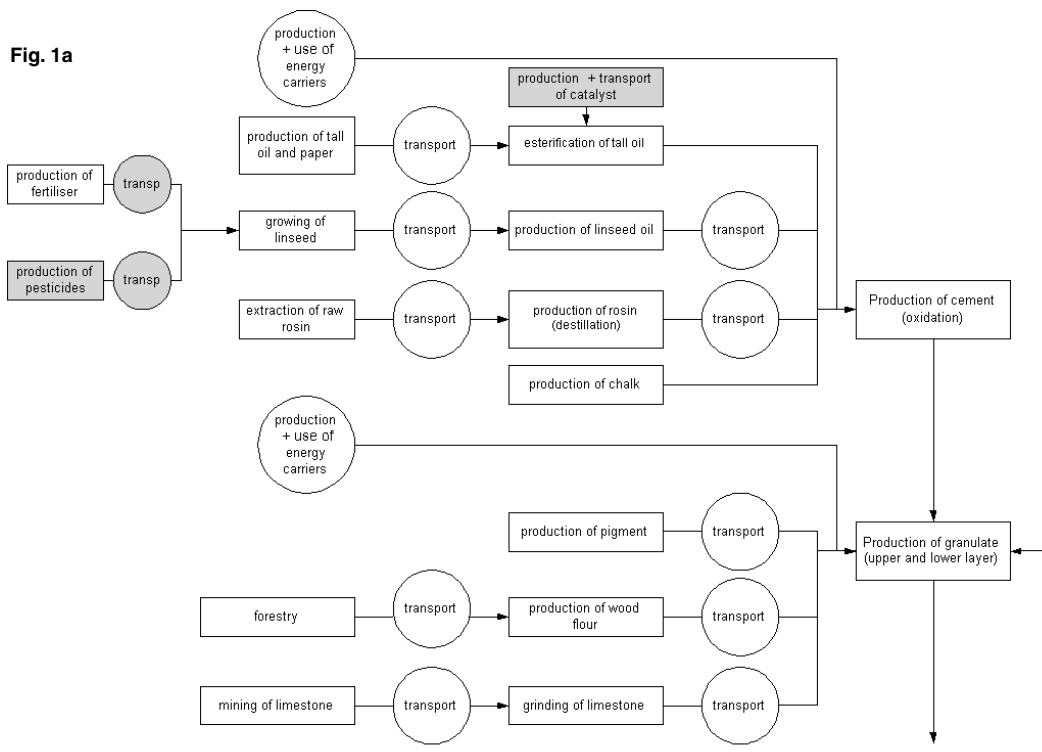 Fig. 1a
production
+ use of
energy
carriers
production + transport
of catalyst
production of tall
oil and paper
transport
esterification of tall oil
production of
fertiliser
transp
growing of
linseed
transport
production of linseed oil
transport
production of
pesticides
transp
extraction of raw
rosin
transport
production of rosin
(destillation)
transport
Production of cement
(oxidation)
production of chalk
production
+ use of
energy
carriers
production of pigment
transport
Production of granulate
(upper and lower layer)
forestry
transport
production of wood
flour
transport
mining of limestone
transport
grinding of limestone
transport